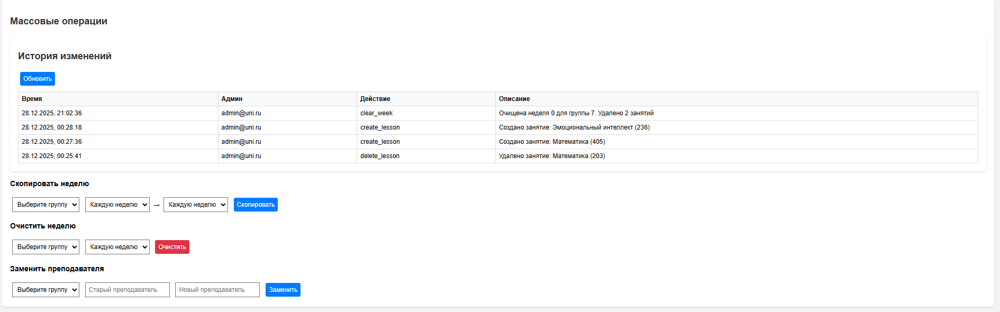 Массовые операции
История изменений
Обновить
Время Админ Действие Описание
28.12.2025, 21:02:36 admin@uni.ru clear_week Очищена неделя 0 для группы 7. Удалено 2 занятий
28.12.2025, 00:28:18 admin@uni.ru create_lesson Создано занятие: Эмоциональный интеллект (236)
28.12.2025, 00:27:36 admin@uni.ru create_lesson Создано занятие: Математика (405)
28.12.2025, 00:25:41 admin@uni.ru delete_lesson Удалено занятие: Математика (203)
Скопировать неделю
Выберите группу Каждую неделю → Каждую неделю Скопировать
Очистить неделю
Выберите группу Каждую неделю Очистить
Заменить преподавателя
Выберите группу Старый преподаватель Новый преподаватель Заменить